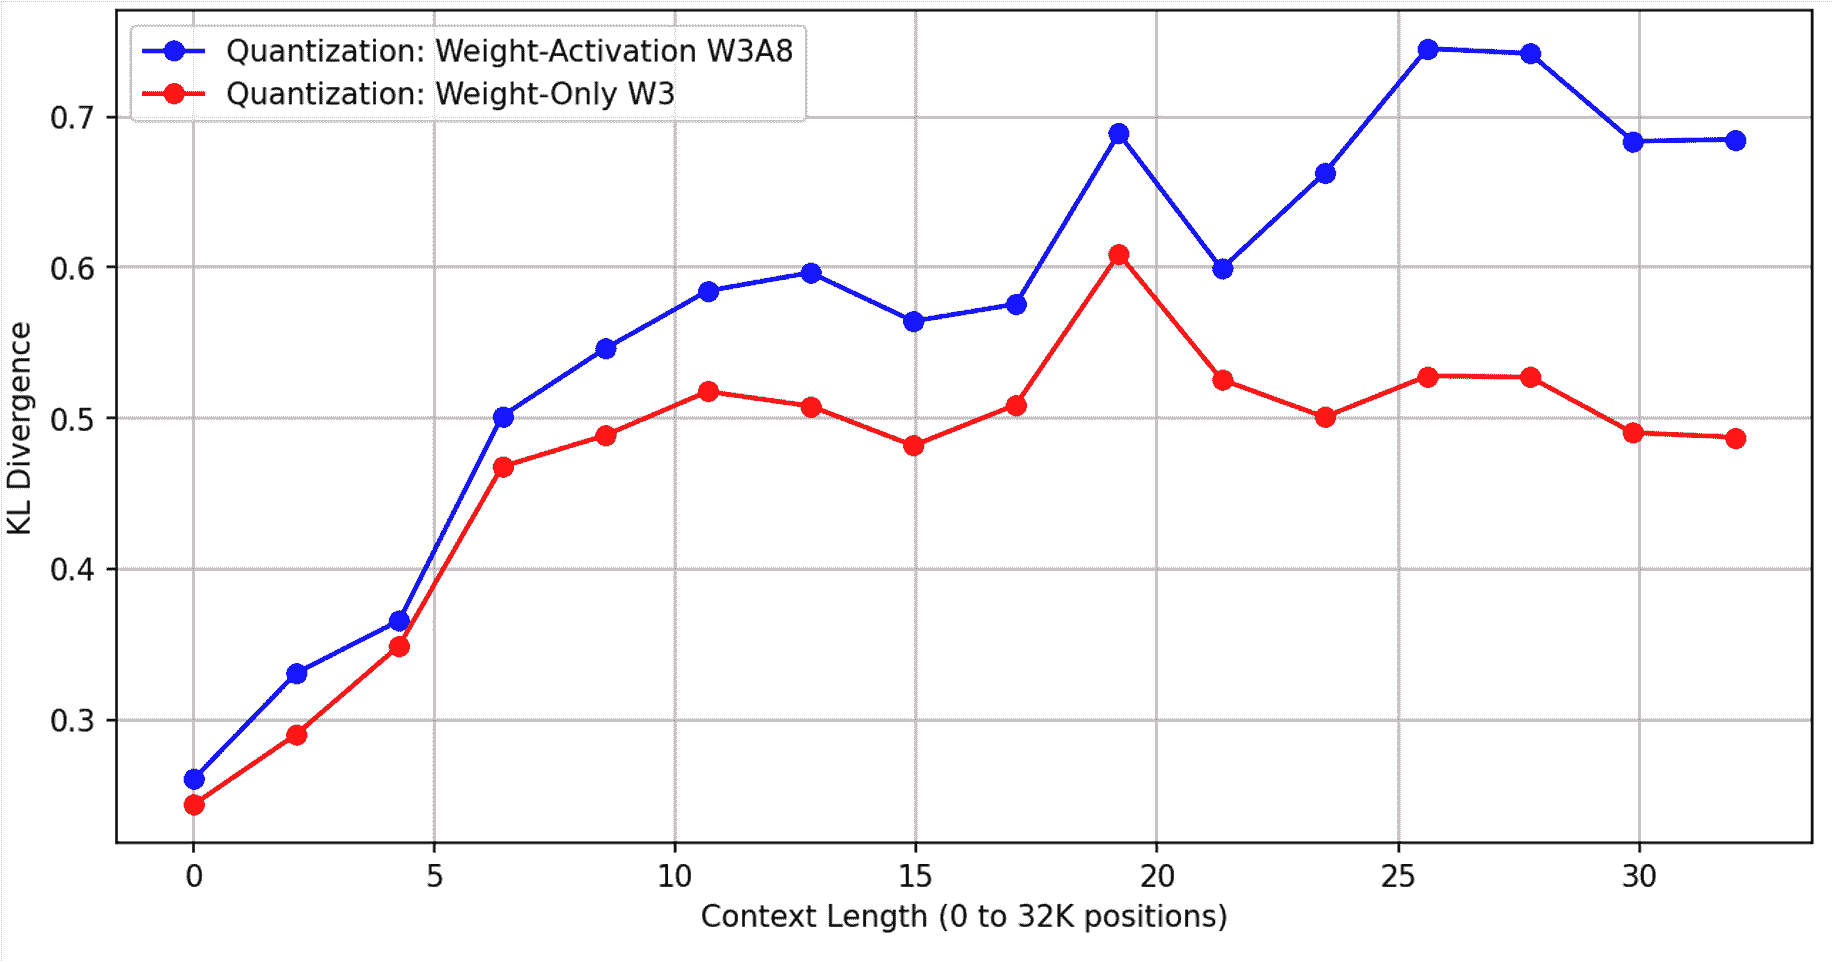 Quantization: Weight-Activation W3A8
Quantization: Weight-Only W3
0.7
0.6
0.5
0.4
0.3
KL Divergence
0 5 10 15 20 25 30
Context Length (0 to 32K positions)